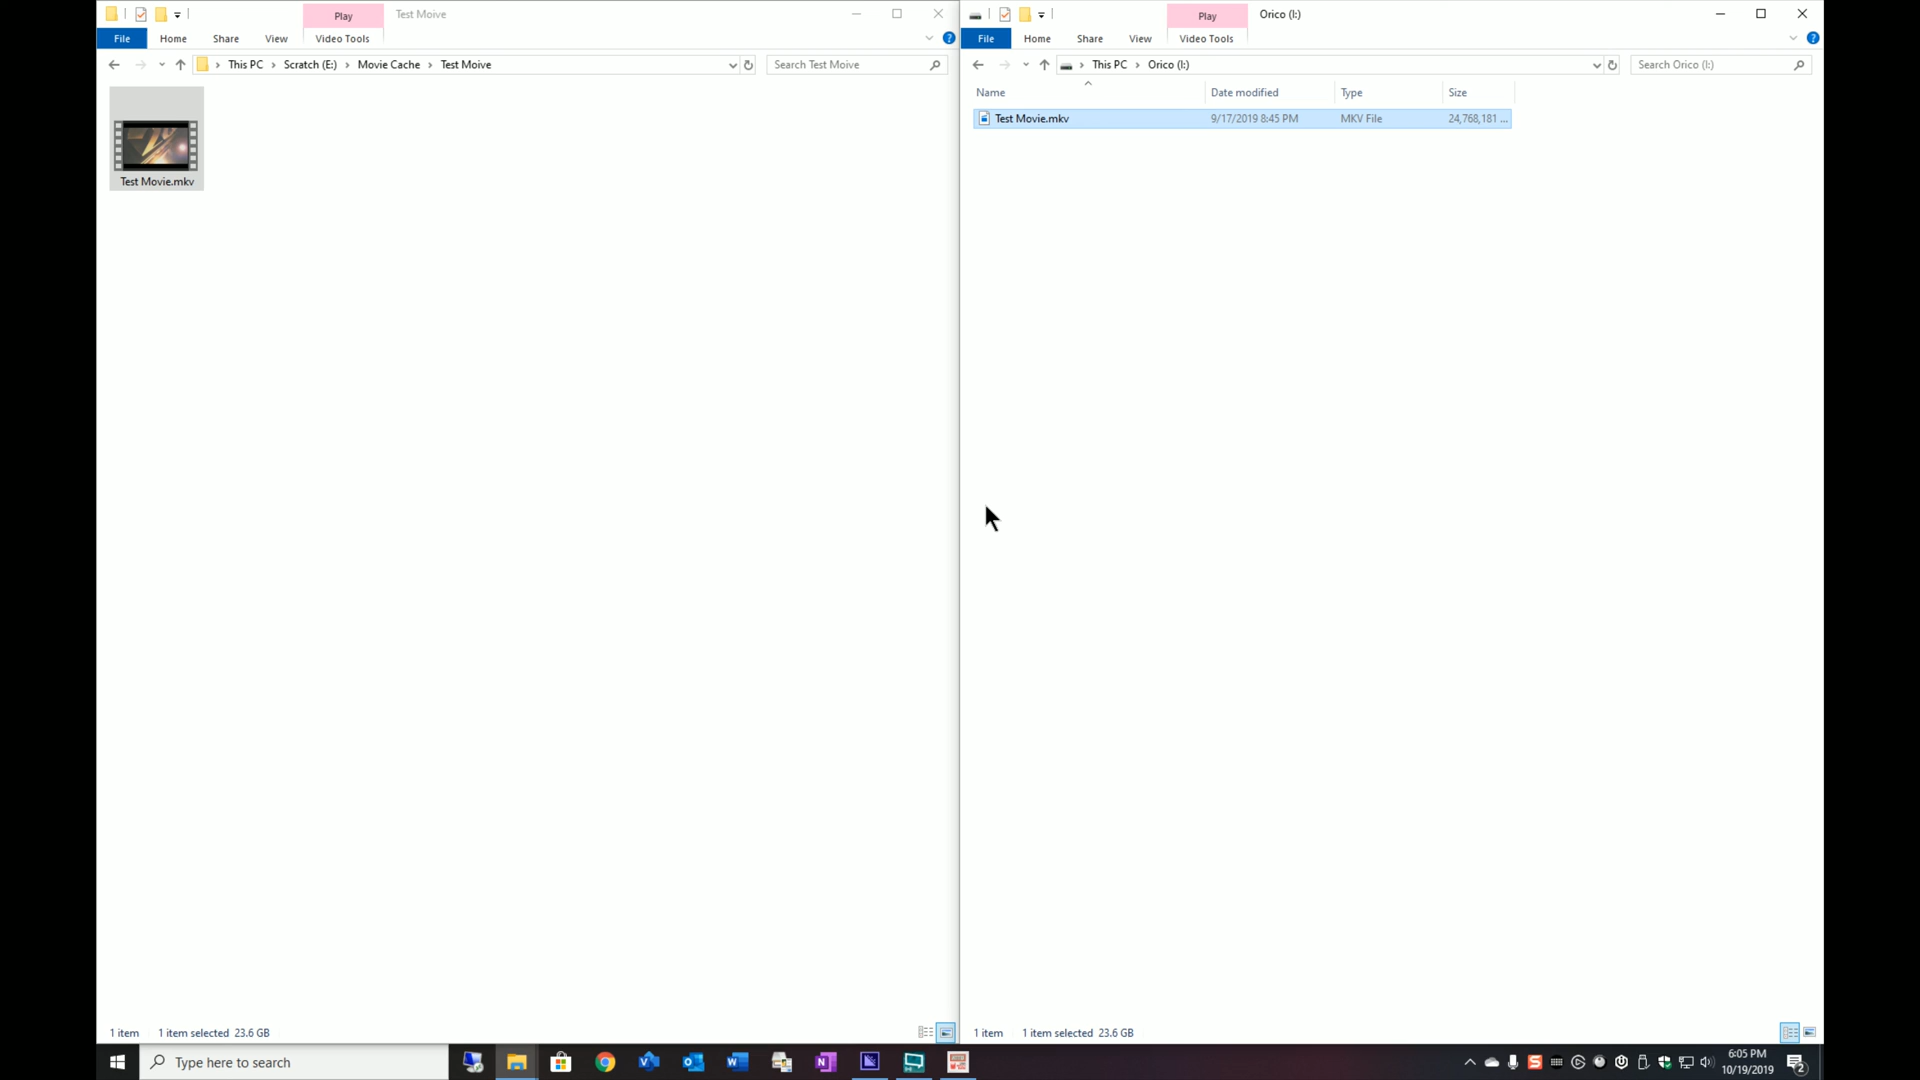 Play
Test Moive
File
Home
Share
View
Video Tools
This PC
Scratch (E:)
Movie Cache
Test Moive
Search Test Moive
Test Movie.mkv
1 item
1 item selected 23.6 GB
Play
Orico (I:)
File
Home
Share
View
Video Tools
This PC
Orico (I:)
Search Orico (I:)
Name
Date modified
Type
Size
Test Movie.mkv
9/17/2019 8:45 PM
MKV File
24,768,181 ...
1 item
1 item selected 23.6 GB
Type here to search
6:05 PM
10/19/2019
2